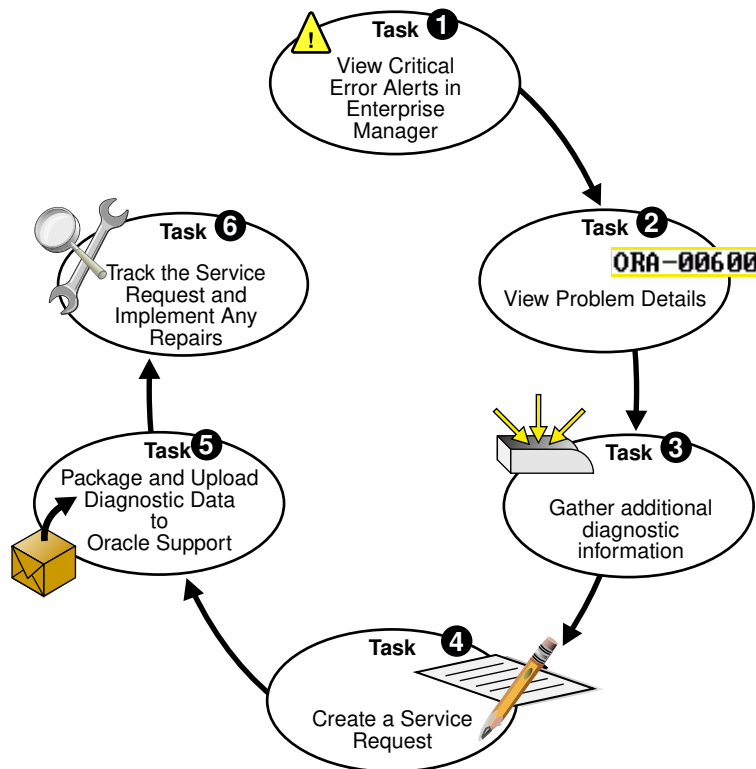 Task 1
!
View Critical
Error Alerts in
Enterprise
Manager
Task 2
ORA-00600
View Problem Details
Task 3
Gather additional
diagnostic
information
Task 4
Create a Service
Request
Task 5
Package and Upload
Diagnostic Data
to
Oracle Support
Task 6
Track the Service
Request and
Implement Any
Repairs